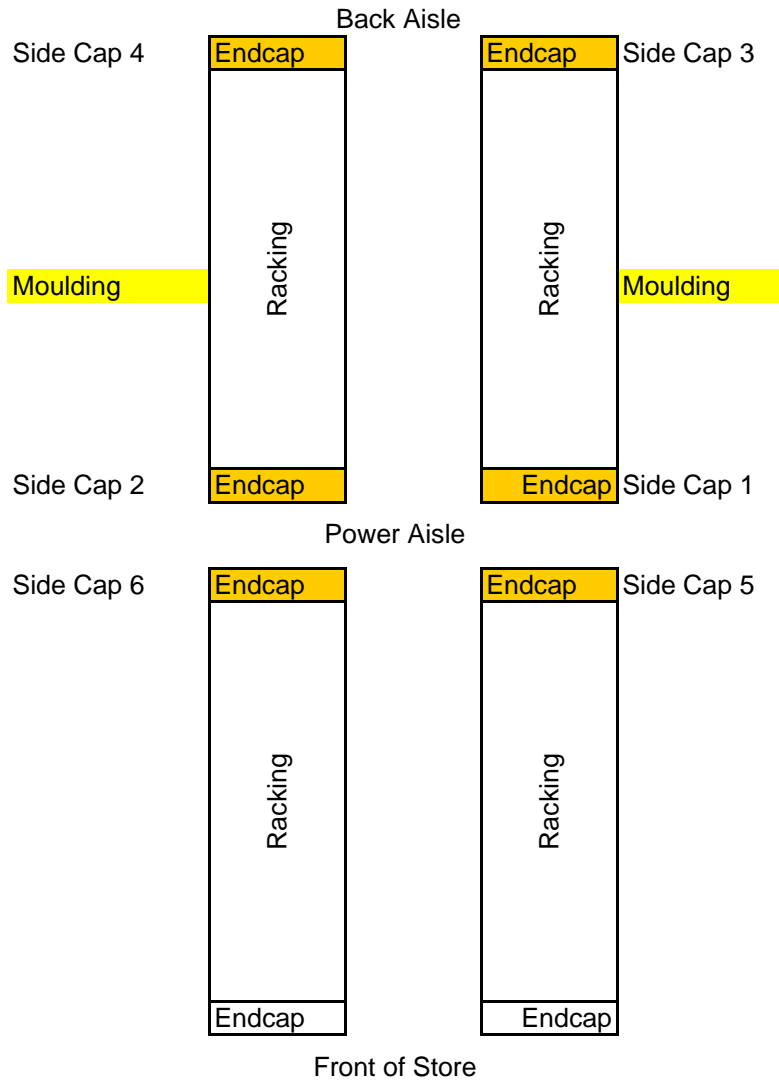 Back Aisle
Side Cap 4 Endcap Endcap Side Cap 3
Racking Racking
Moulding Moulding
Side Cap 2 Endcap Endcap Side Cap 1
Power Aisle
Side Cap 6 Endcap Endcap Side Cap 5
Racking Racking
Endcap Endcap
Front of Store